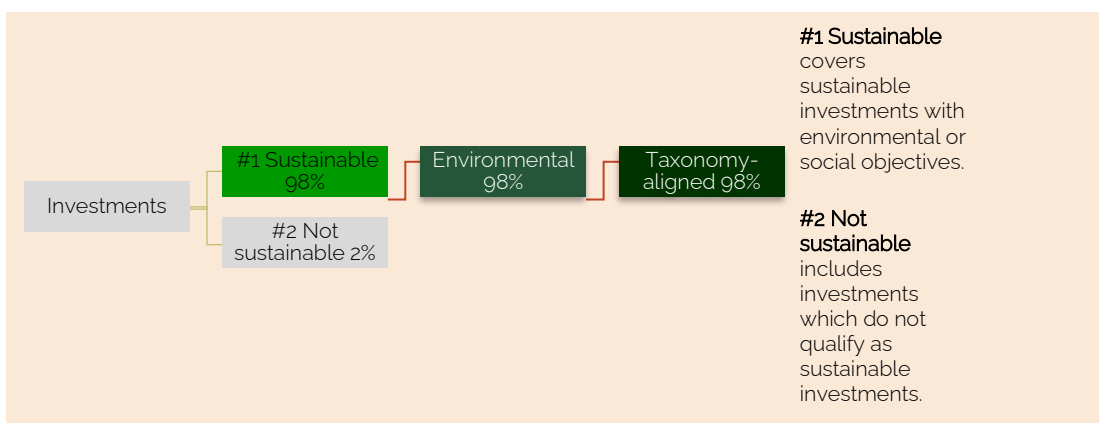 Investments
#1 Sustainable
98%
#2 Not
sustainable 2%
Environmental
98%
Taxonomy-
aligned 98%
#1 Sustainable
covers
sustainable
investments with
environmental or
social objectives.
#2 Not
sustainable
includes
investments
which do not
qualify as
sustainable
investments.